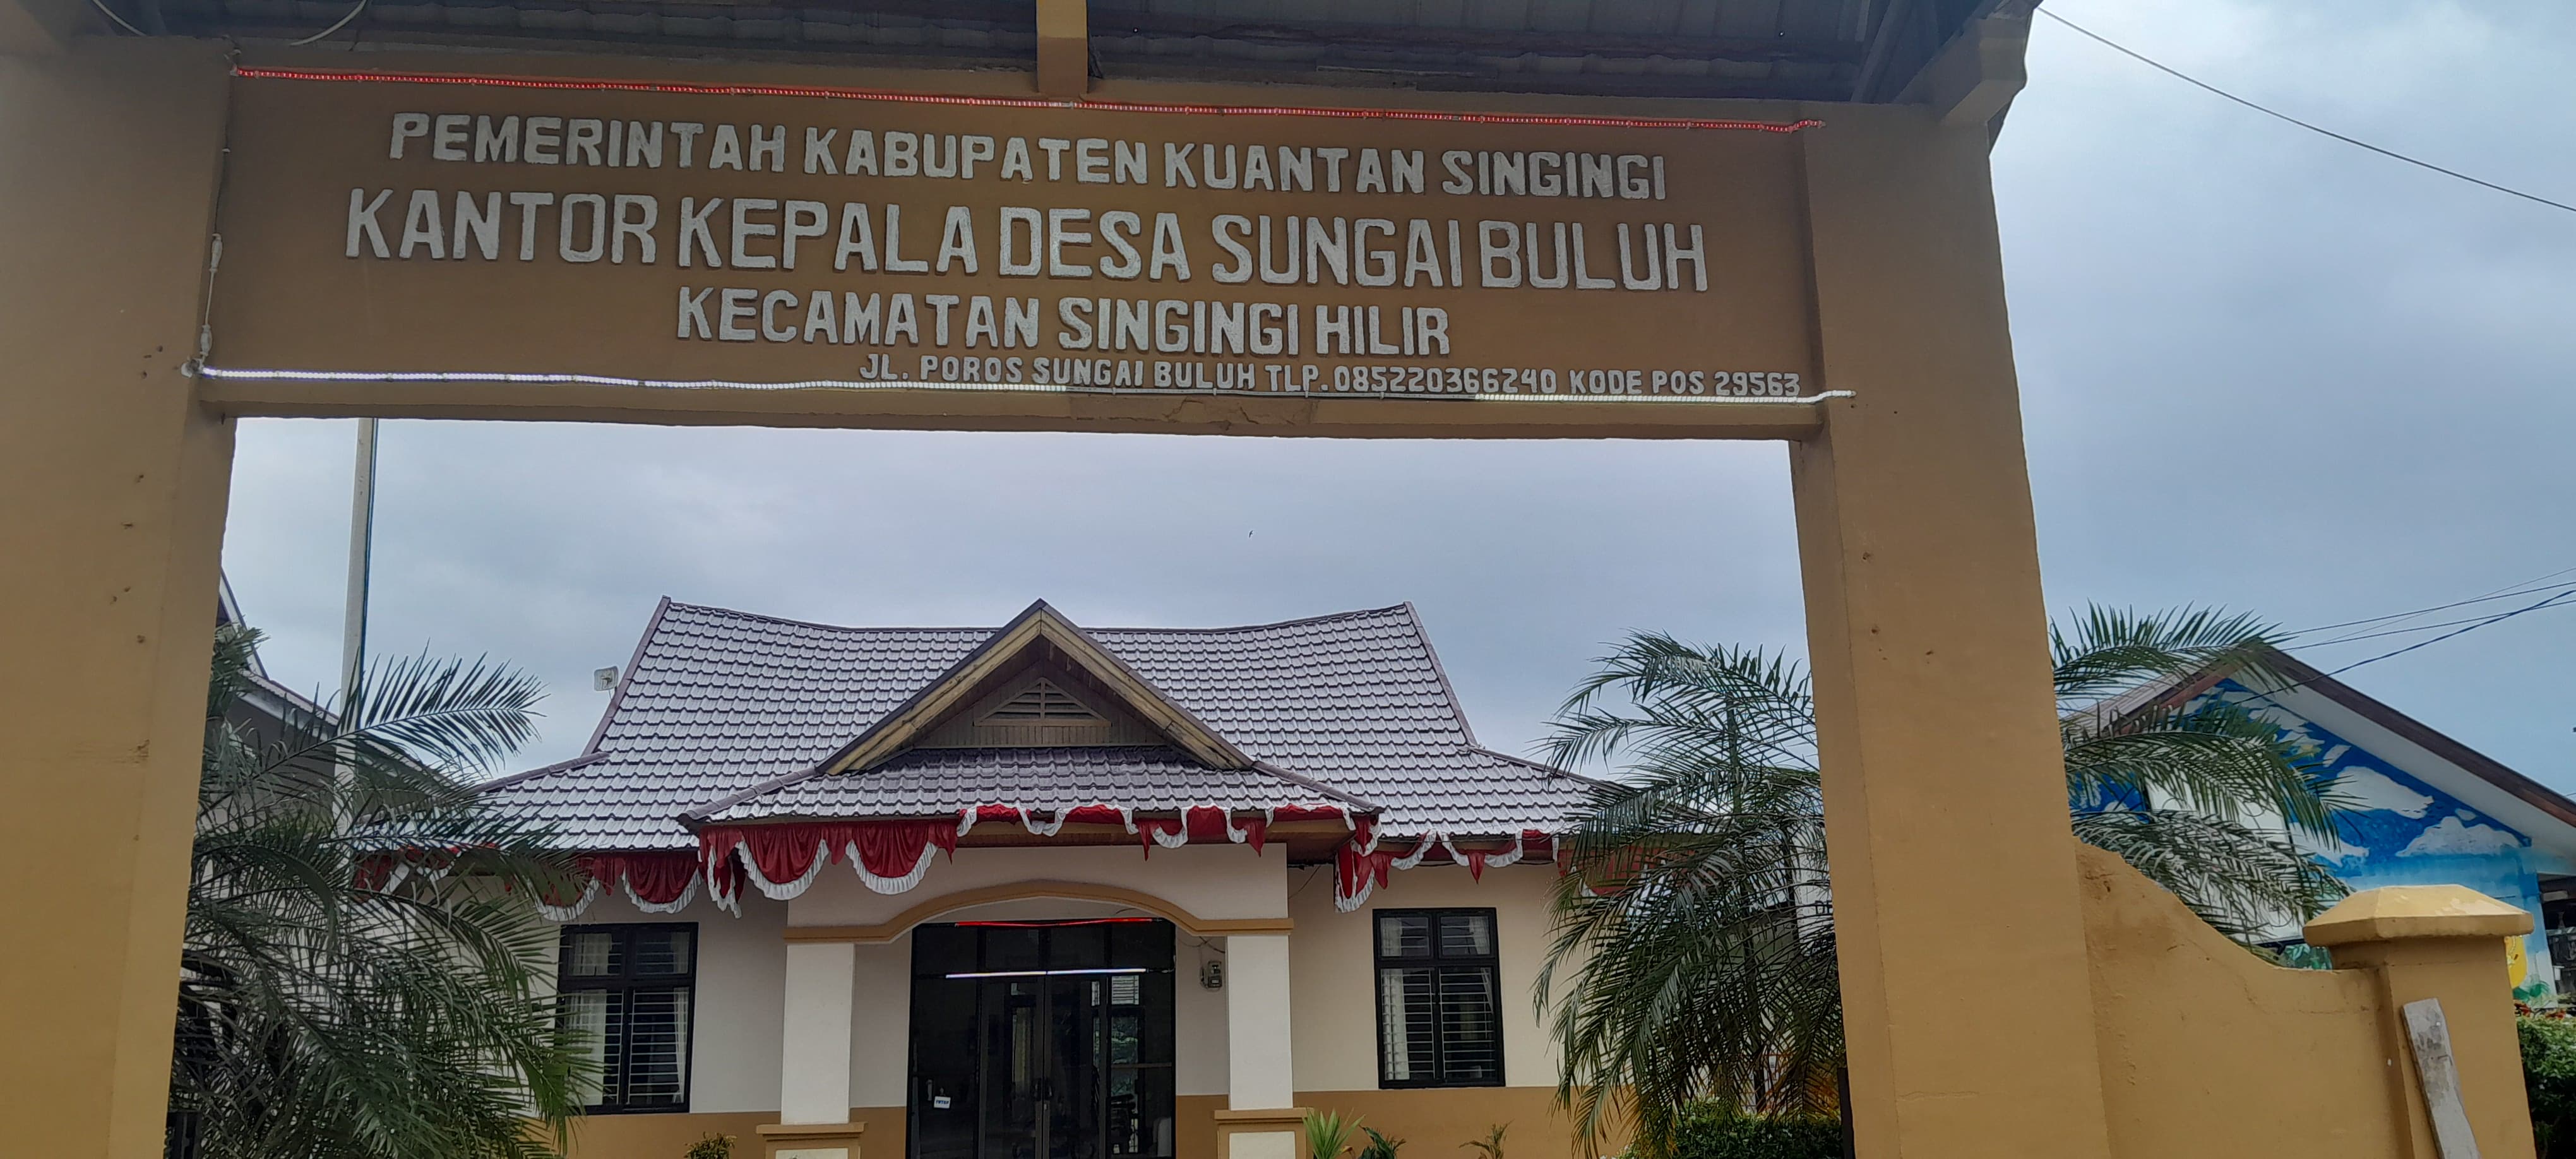 PEMERINTAH KABUPATEN KUANTAN SINGINGI
KANTOR KEPALA DESA SUNGAI BULUH
KECAMATAN SINGINGI HILIR
JL. POROS SUNGAI BULUH TLP. 085220366240 KODE POS 29563